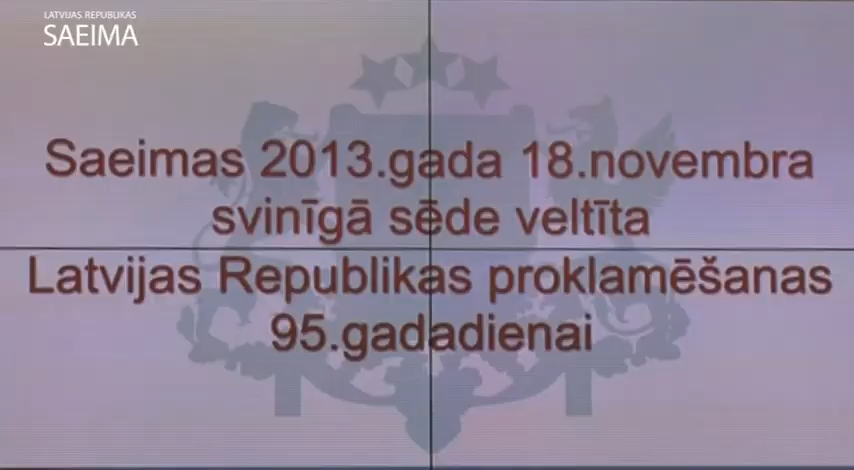 LATVIJAS REPUBLIKAS
SAEIMA
Saeimas 2013.gada 18.novembra
svinīgā sēde veltīta
Latvijas Republikas proklamēšanas
95.gadadienai